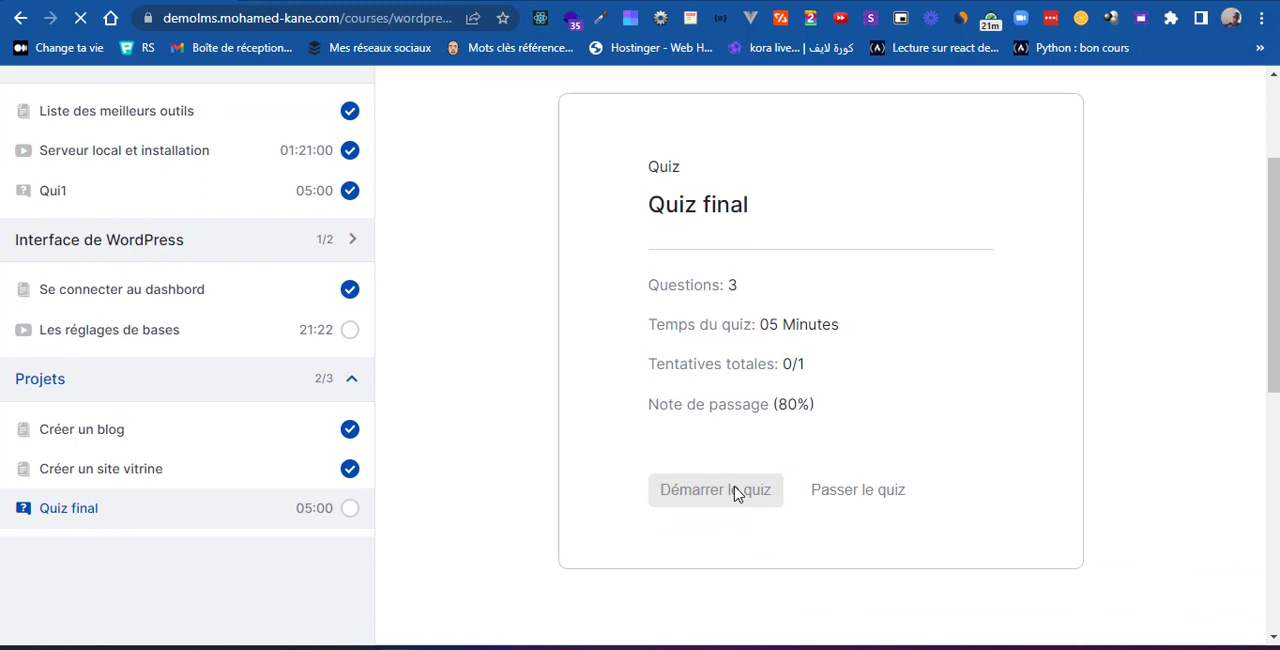 demolms.mohamed-kane.com/courses/wordpre...
35
21m
Change ta vie
RS
Boîte de réception...
Mes réseaux sociaux
Mots clès référence...
Hostinger - Web H...
kora live... | كورة لايف
Lecture sur react de...
Python : bon cours
»
Liste des meilleurs outils
Serveur local et installation 01:21:00
Qui1 05:00
Interface de WordPress 1/2
Se connecter au dashbord
Les réglages de bases 21:22
Projets 2/3
Créer un blog
Créer un site vitrine
Quiz final 05:00
Quiz
Quiz final
Questions: 3
Temps du quiz: 05 Minutes
Tentatives totales: 0/1
Note de passage (80%)
Démarrer le quiz
Passer le quiz